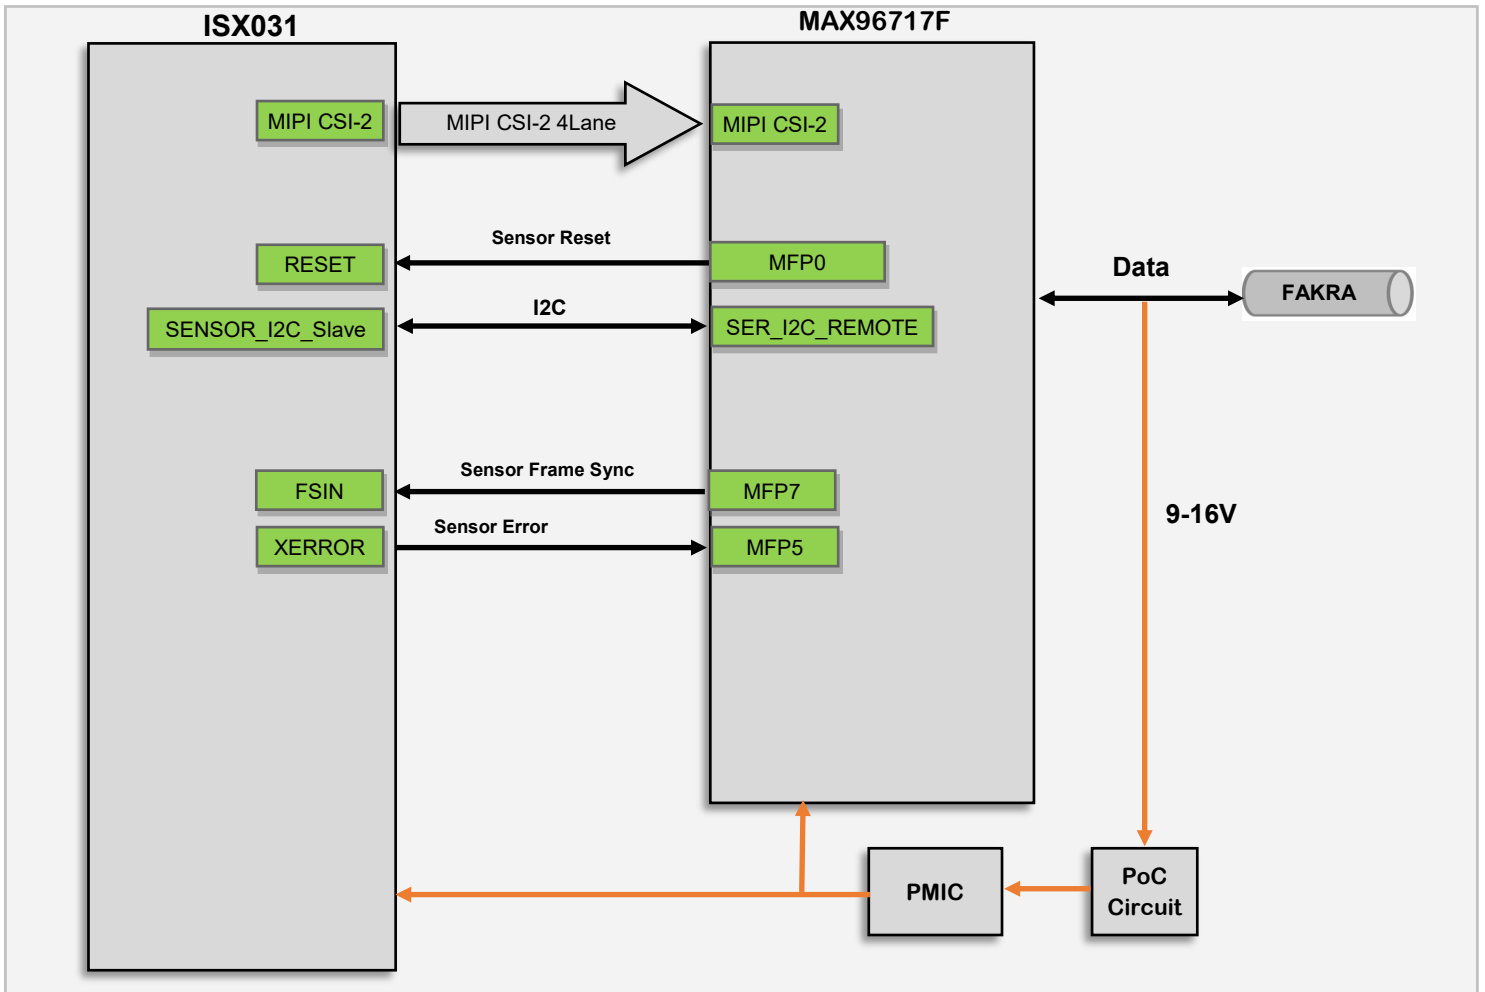 ISX031
MAX96717F
MIPI CSI-2
MIPI CSI-2 4Lane
MIPI CSI-2
Sensor Reset
RESET
MFP0
Data
FAKRA
I2C
SENSOR_I2C_Slave
SER_I2C_REMOTE
Sensor Frame Sync
FSIN
MFP7
9-16V
Sensor Error
XERROR
MFP5
PMIC
PoC
Circuit